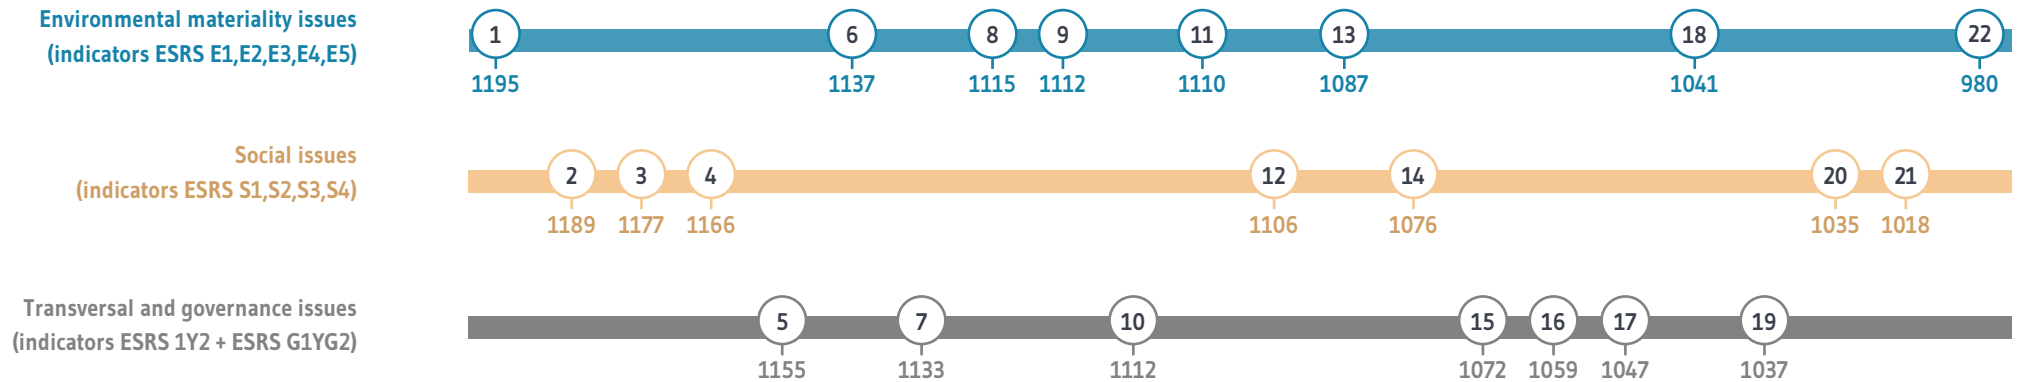 Environmental materiality issues
(indicators ESRS E1,E2,E3,E4,E5)
1 6 8 9 11 13 18 22
1195 1137 1115 1112 1110 1087 1041 980
Social issues
(indicators ESRS S1,S2,S3,S4)
2 3 4 12 14 20 21
1189 1177 1166 1106 1076 1035 1018
Transversal and governance issues
(indicators ESRS 1Y2 + ESRS G1YG2)
5 7 10 15 16 17 19
1155 1133 1112 1072 1059 1047 1037